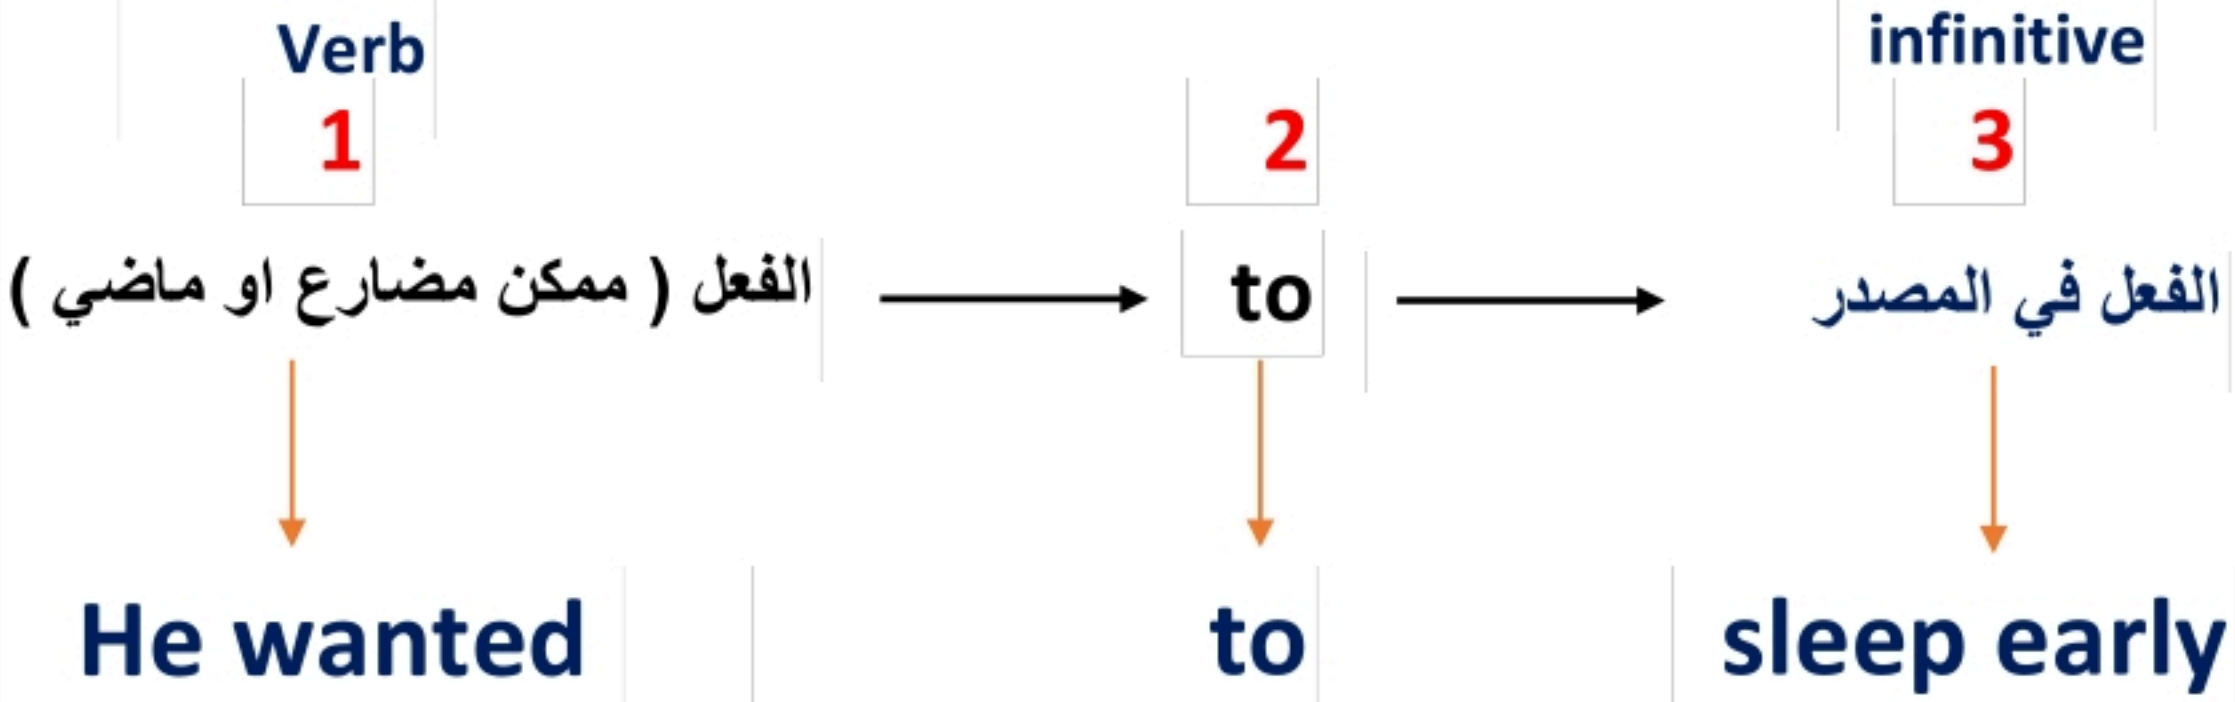 Verb infinitive
1 2 3
الفعل ( ممكن مضارع او ماضي ) to الفعل في المصدر
He wanted to sleep early